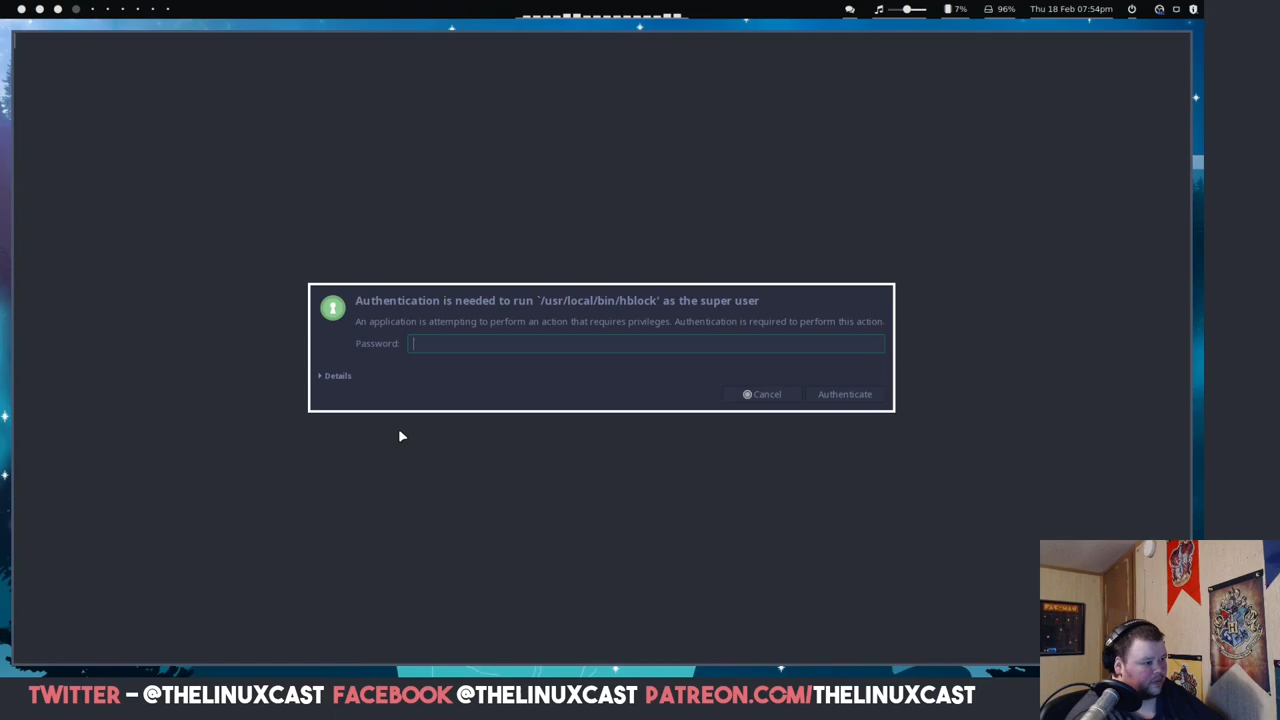 7%
96%
Thu 18 Feb 07:54pm
Authentication is needed to run `/usr/local/bin/hblock' as the super user
An application is attempting to perform an action that requires privileges. Authentication is required to perform this action.
Password:
Details
Cancel
Authenticate
PAC-MAN
H
TWITTER – @THELINUXCAST FACEBOOK @THELINUXCAST PATREON.COM/THELINUXCAST